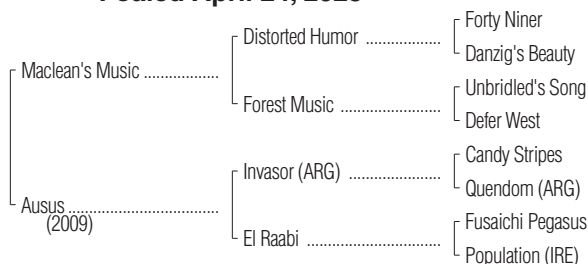 Foaled April 24, 2023
Forty Niner
Distorted Humor ....................
Danzig's Beauty
Maclean's Music ....................
Unbridled's Song
Forest Music .........................
Defer West
Candy Stripes
Invasor (ARG) ......................
Quendom (ARG)
Ausus.....................................
(2009)
Fusaichi Pegasus
El Raabi ................................
Population (IRE)